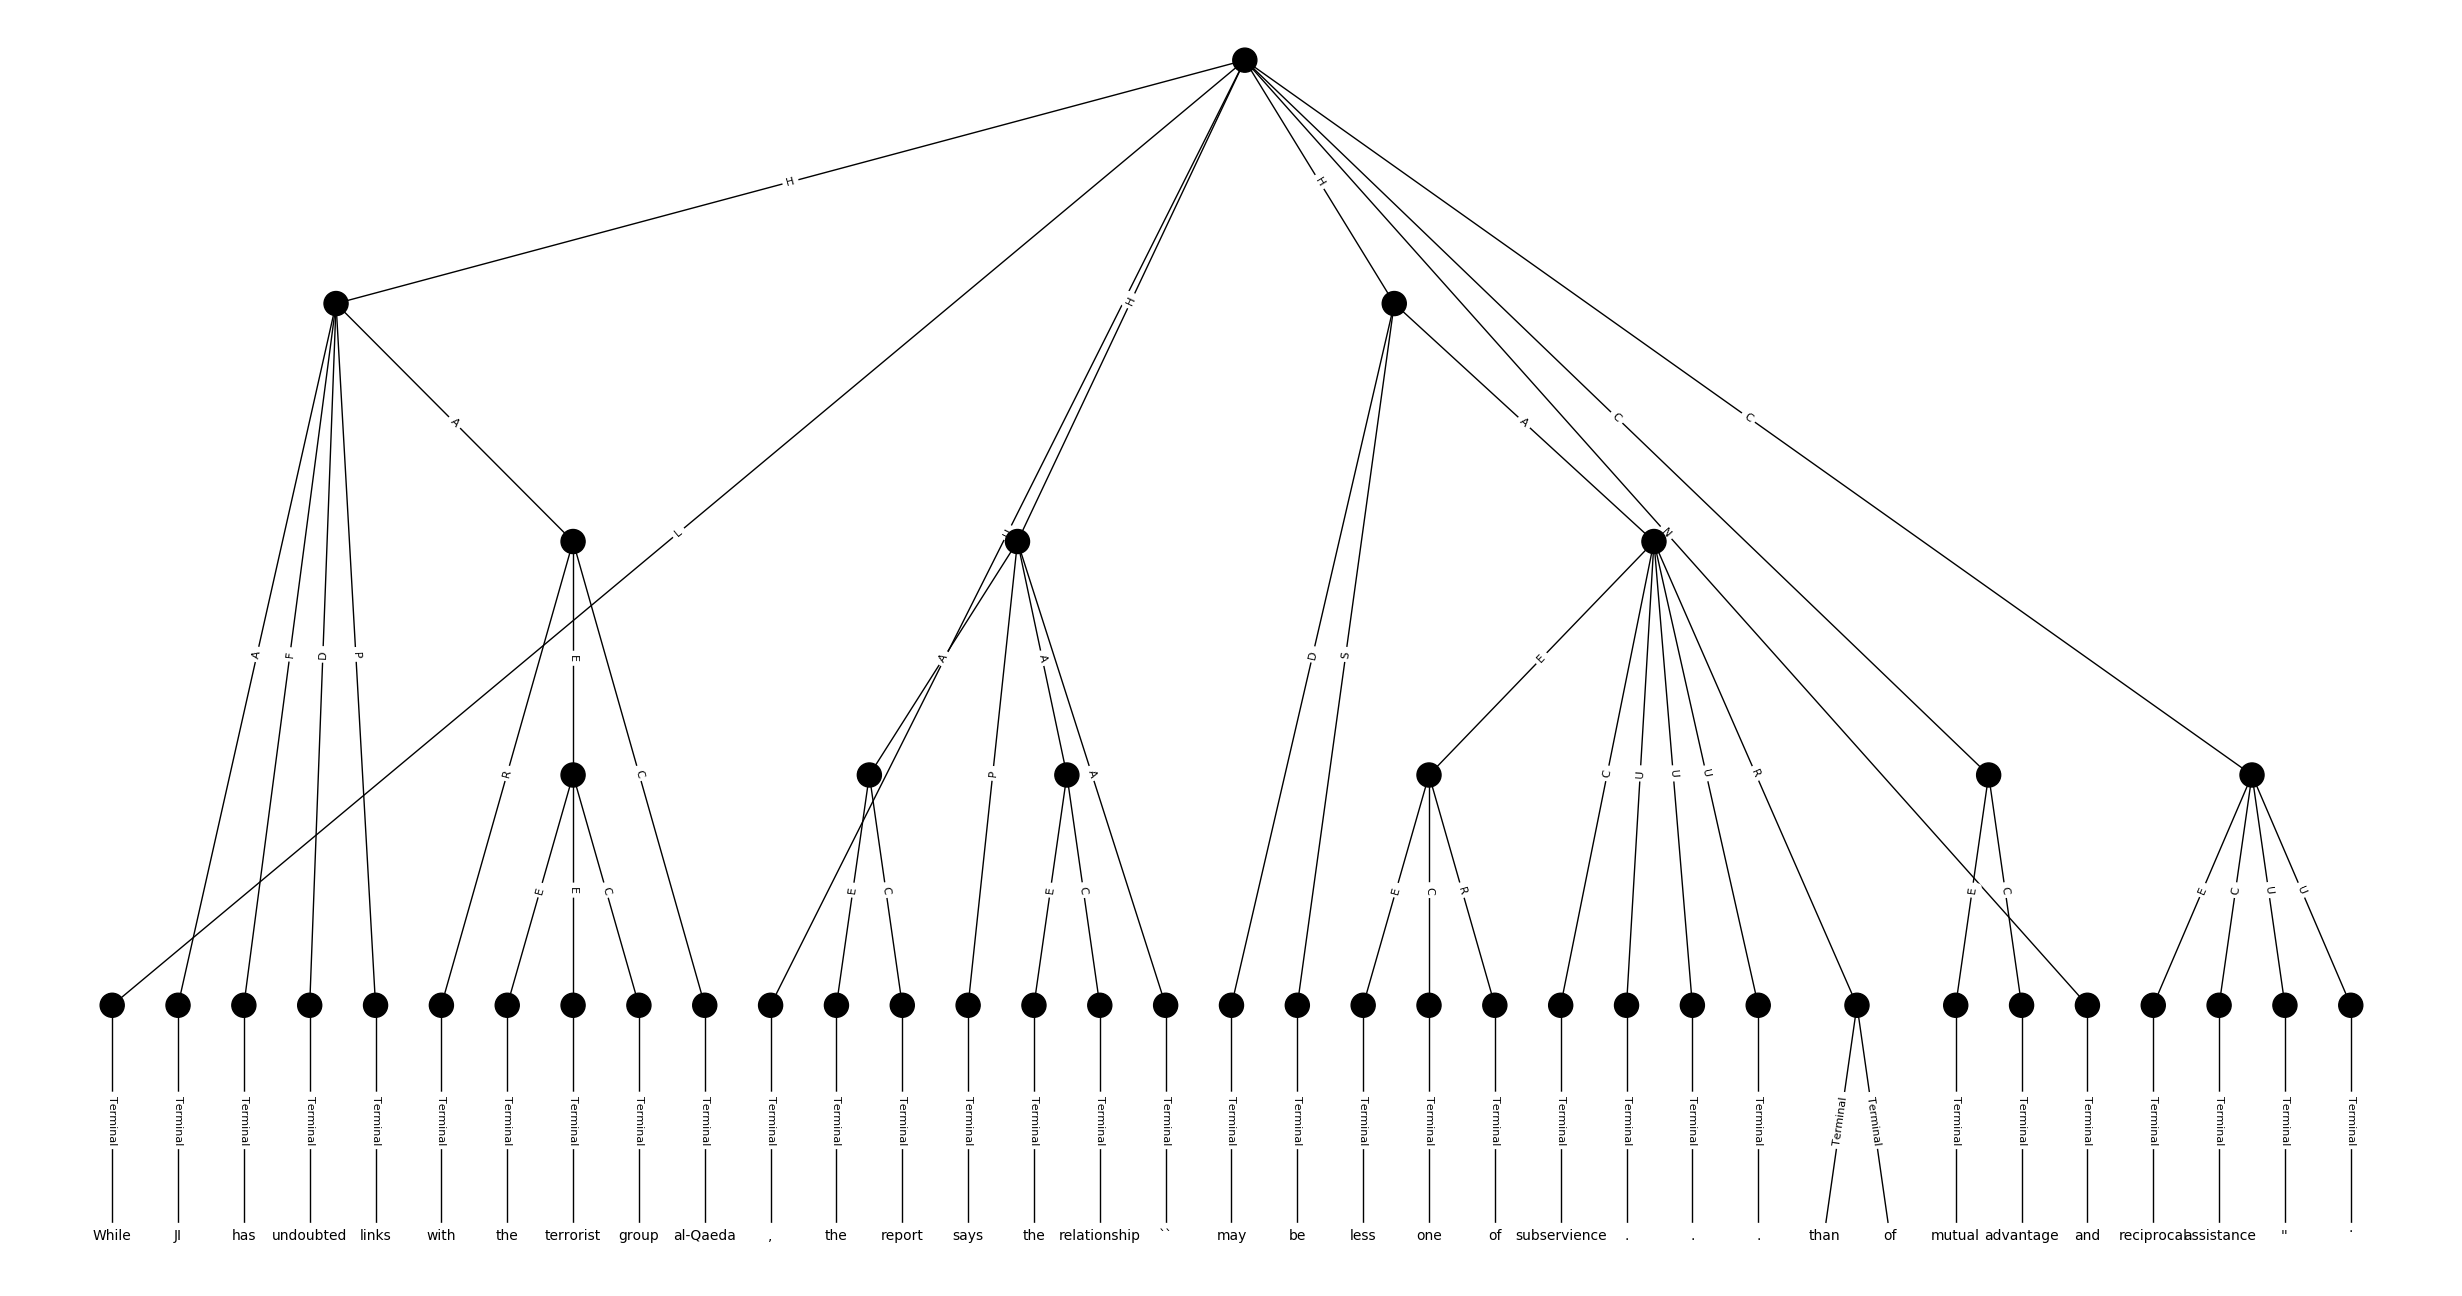 H
H
H
L
H
U
N
C
C
A
A
A
F
D
P
R
E
C
E
E
C
A
P
A
A
E
C
E
C
D
S
E
C
U
U
U
R
E
C
R
E
C
E
C
U
U
Terminal Terminal Terminal Terminal Terminal Terminal Terminal Terminal Terminal Terminal Terminal Terminal Terminal Terminal Terminal Terminal Terminal Terminal Terminal Terminal Terminal Terminal Terminal Terminal Terminal Terminal Terminal Terminal Terminal Terminal Terminal Terminal Terminal Terminal Terminal
While JI has undoubted links with the terrorist group al-Qaeda , the report says the relationship `` may be less one of subservience . . . than of mutual advantage and reciprocal assistance " .